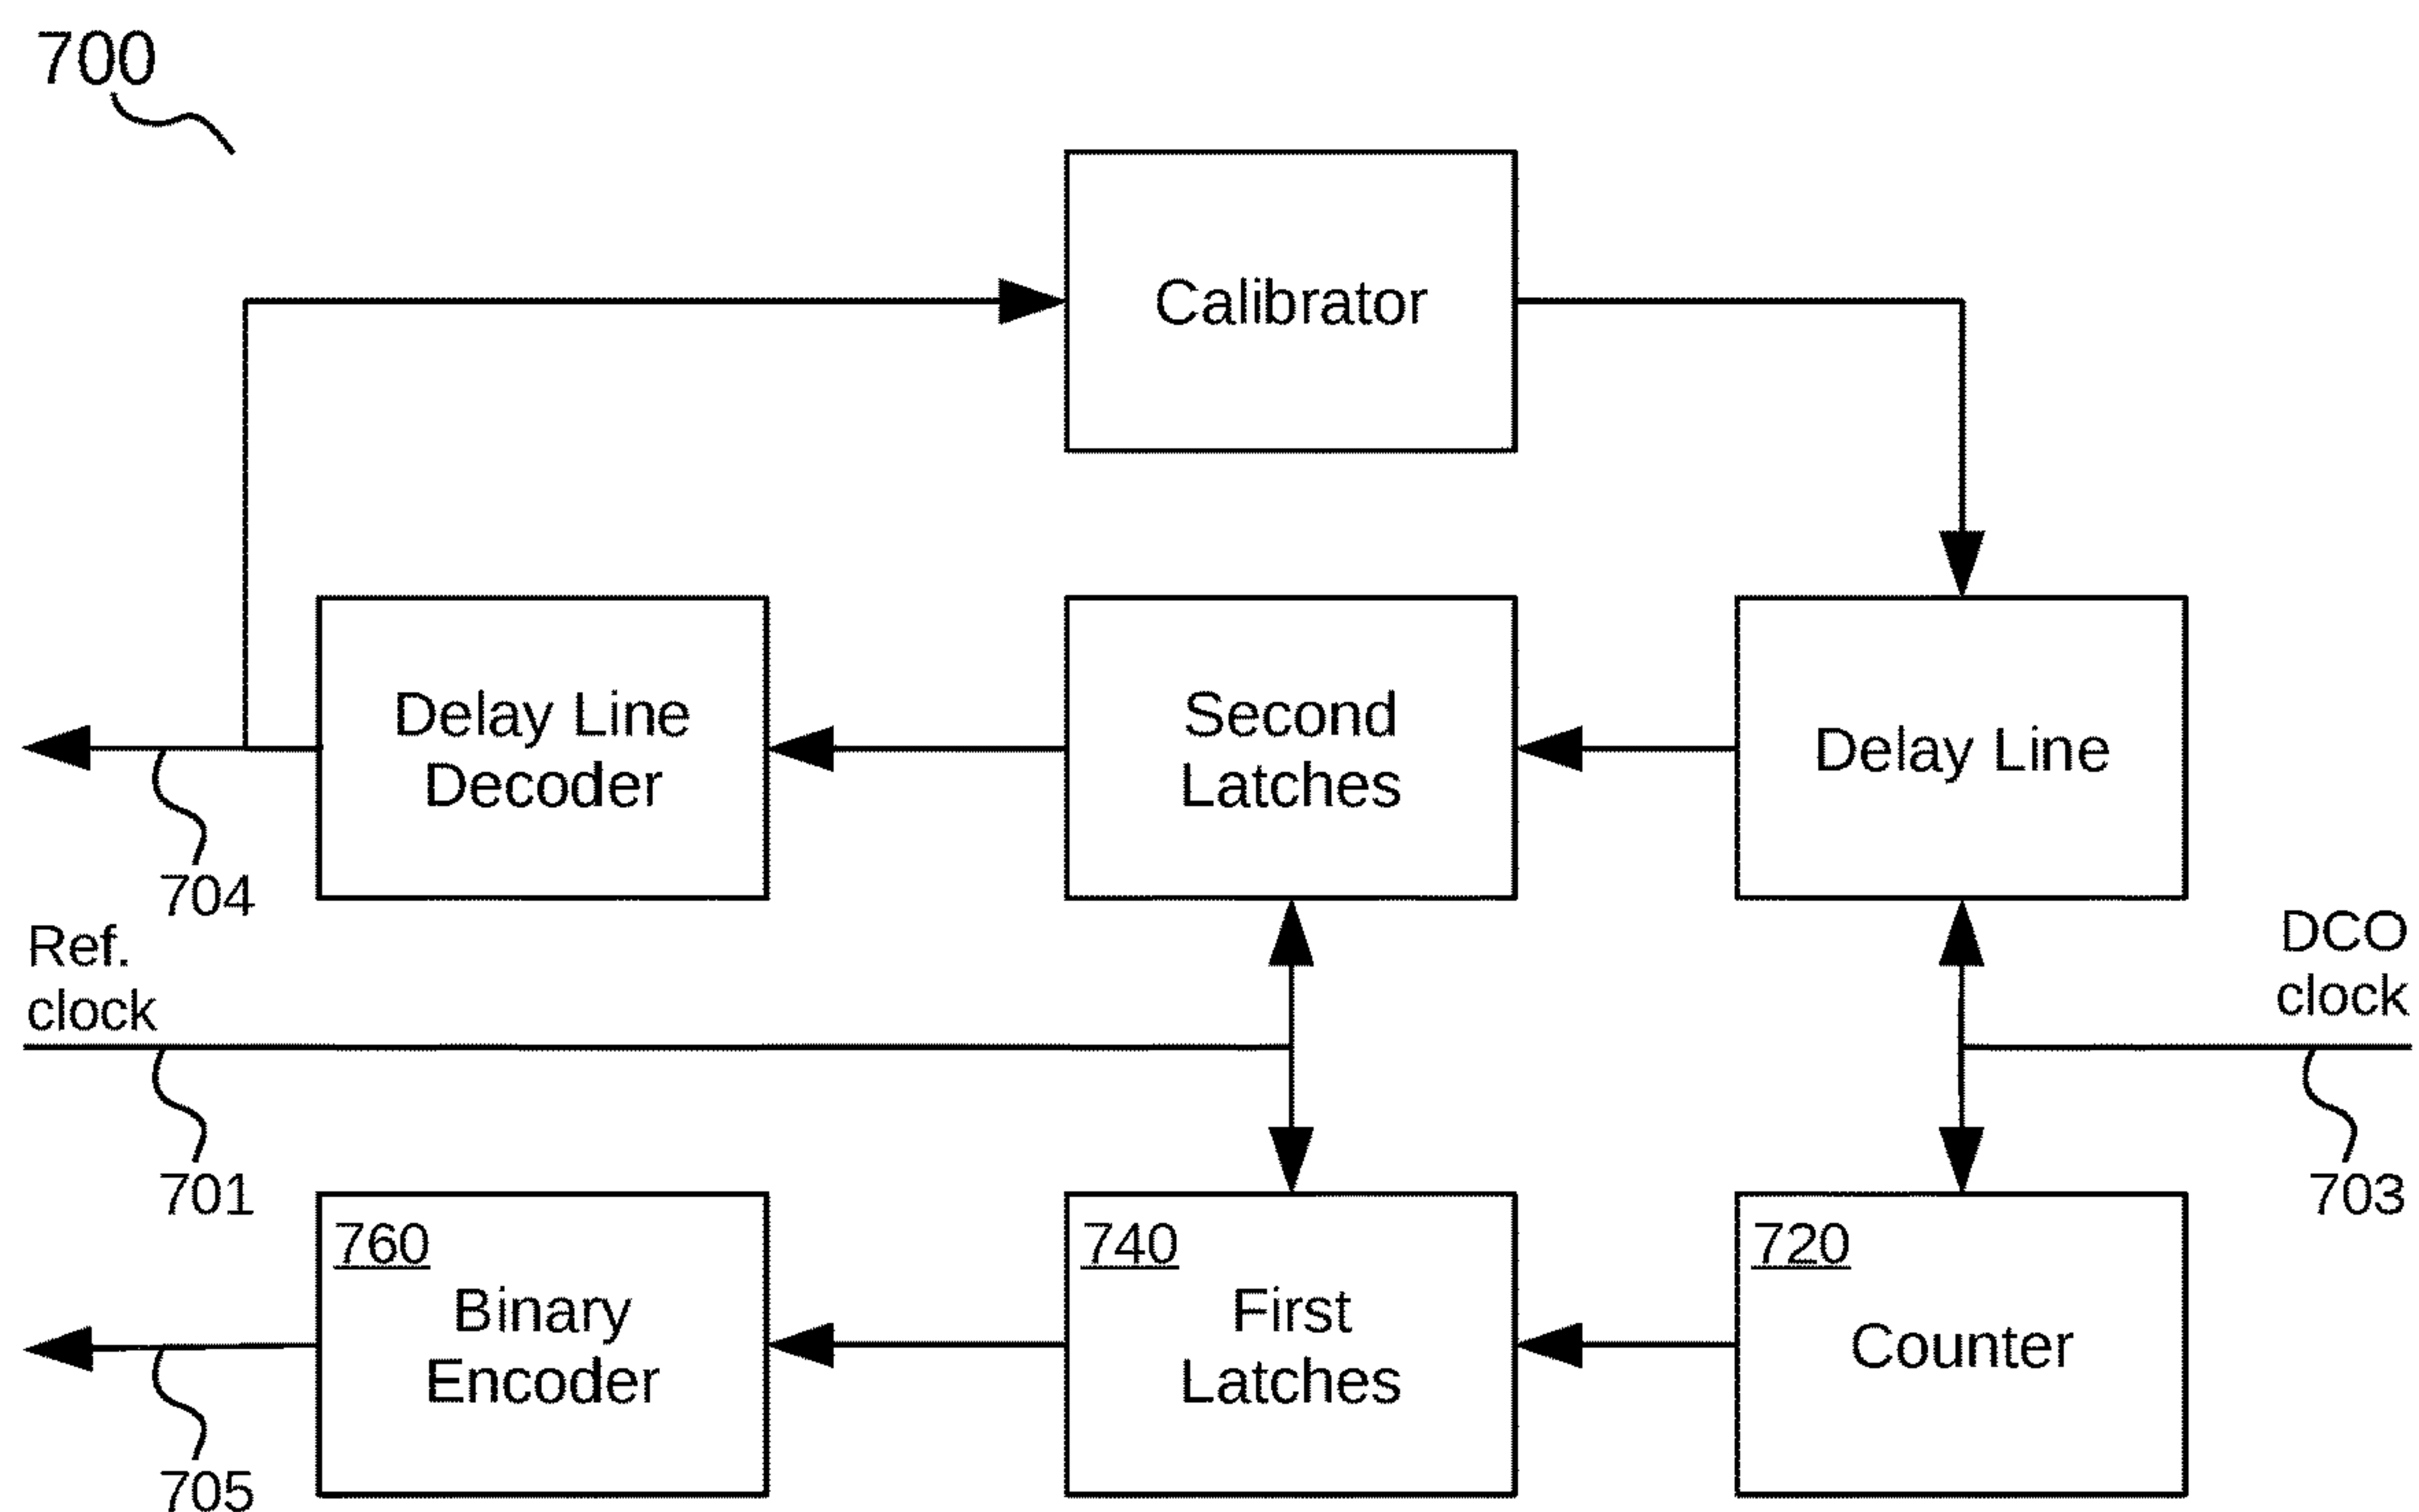 700
Calibrator
Delay Line
Decoder
Second
Latches
Delay Line
704
Ref.
clock
DCO
clock
701
703
760
Binary
Encoder
740
First
Latches
720
Counter
705